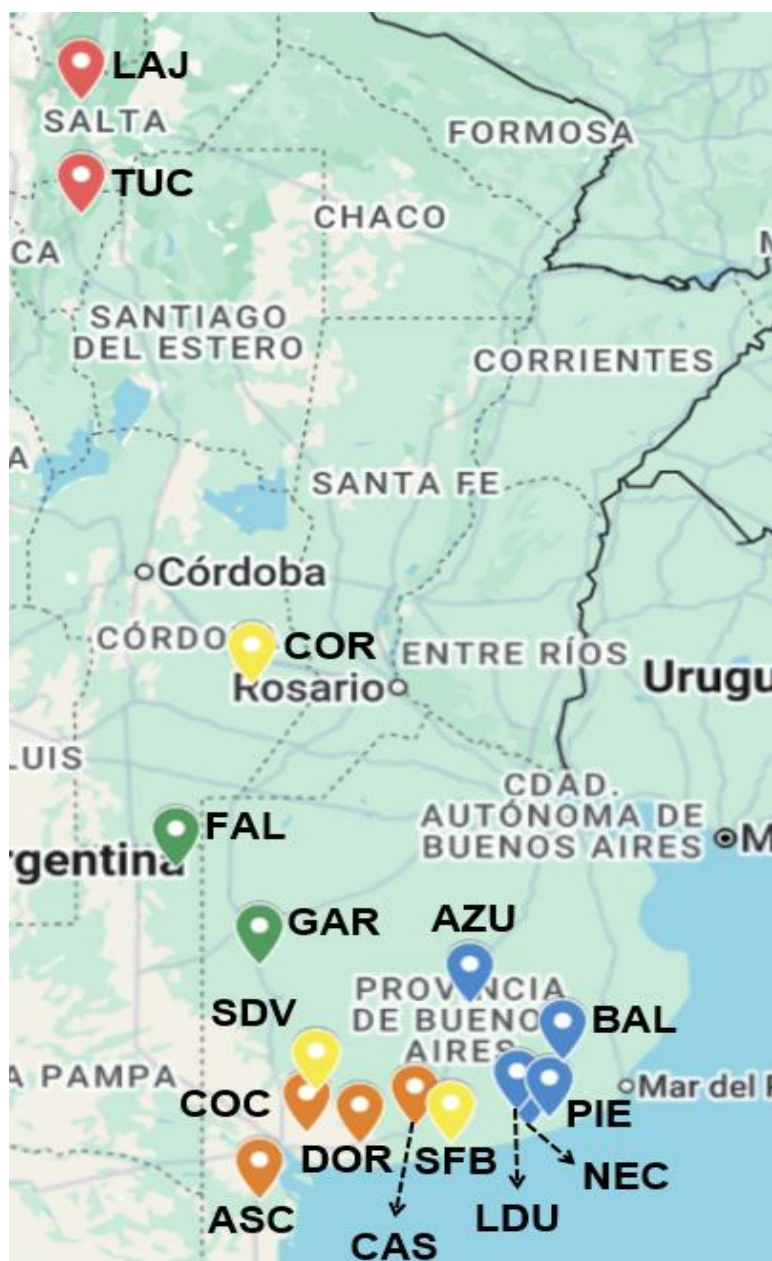 LAJ
SALTA
FORMOSA
TUC
CHACO
CA
M
SANTIAGO
DEL ESTERO
CORRIENTES
A
SANTA FE
Córdoba
CÓRDO
COR
ENTRE RÍOS
Rosario
Urugu
LUIS
CDAD.
AUTÓNOMA DE
BUENOS AIRES
M
FAL
rgentina
GAR
AZU
PROVINCIA
DE BUENO
AIRES
SDV
BAL
A PAMPA
COC
Mar del P
PIE
DOR
SFB
NEC
ASC
LDU
CAS